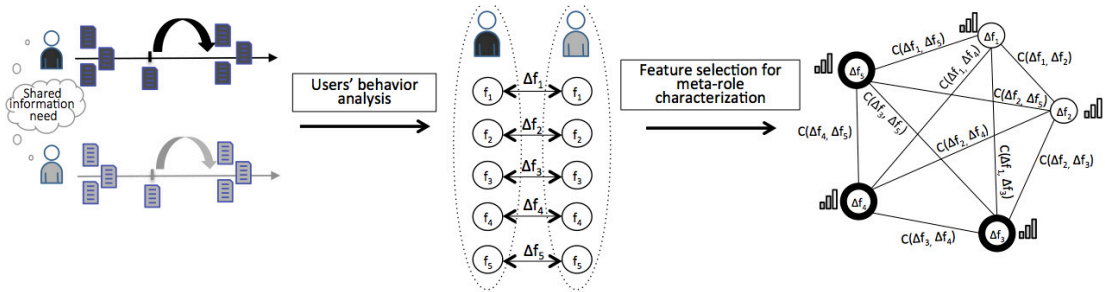 Shared
information
need
Users' behavior
analysis
Δf₁
f₁
f₁
Δf₂
f₂
f₂
Δf₃
f₃
f₃
Δf₄
f₄
f₄
Δf₅
f₅
f₅
Feature selection for
meta-role
characterization
Δf₁
C(Δf₁, Δf₅)
C(Δf₁, Δf₄)
C(Δf₁, Δf₂)
Δf₅
C(Δf₃, Δf₅)
C(Δf₂, Δf₅)
Δf₂
C(Δf₄, Δf₅)
C(Δf₂, Δf₄)
C(Δf₁, Δf₃)
C(Δf₂, Δf₃)
Δf₄
C(Δf₃, Δf₄)
Δf₃